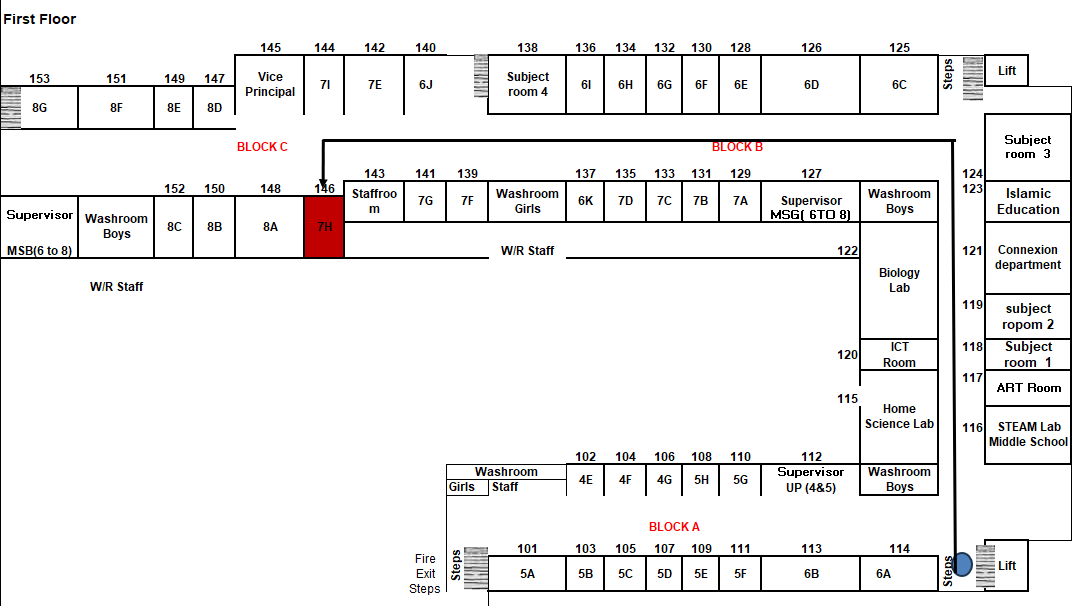 First Floor
145 144 142 140 138 136 134 132 130 128 126 125
153 151 149 147
Vice
Principal
7I 7E 6J
Subject
room 4
6I 6H 6G 6F 6E 6D 6C
Steps
Lift
8G 8F 8E 8D
BLOCK C
BLOCK B
Subject
room 3
124
143 141 139 137 135 133 131 129 127
123
152 150 148 146
Staffroo
m
7G 7F
Washroom
Girls
6K 7D 7C 7B 7A
Supervisor
MSG( 6TO 8)
Washroom
Boys
Islamic
Education
Supervisor
MSB(6 to 8)
Washroom
Boys
8C 8B 8A 7H
W/R Staff
122
121
Connexion
department
W/R Staff
Biology
Lab
119
subject
ropom 2
120
ICT
Room
118
Subject
room 1
117
ART Room
115
Home
Science Lab
116
STEAM Lab
Middle School
102 104 106 108 110 112
Washroom
Girls Staff
4E 4F 4G 5H 5G
Supervisor
UP (4&5)
Washroom
Boys
BLOCK A
101 103 105 107 109 111 113 114
Fire
Exit
Steps
Steps
5A 5B 5C 5D 5E 5F 6B 6A
Steps
Lift